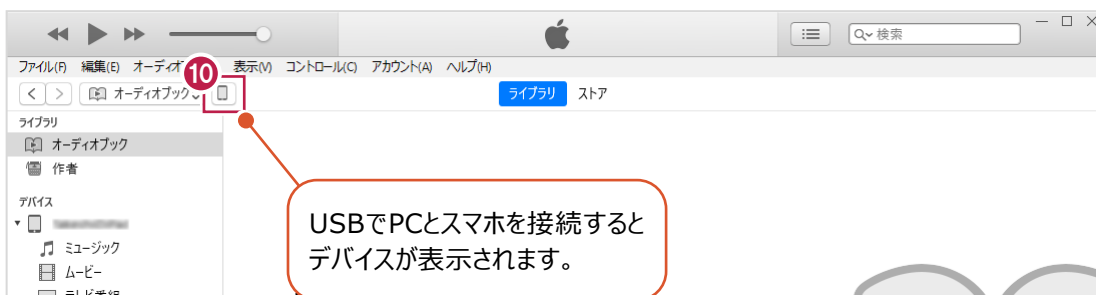 検索
ファイル(F) 編集(E) 表示(V) コントロール(C) アカウント(A) ヘルプ(H)
10
オーディオブック
ライブラリ ストア
ライブラリ
オーディオブック
作者
デバイス
ミュージック
ムービー
テレビ番組
USBでPCとスマホを接続すると
デバイスが表示されます。